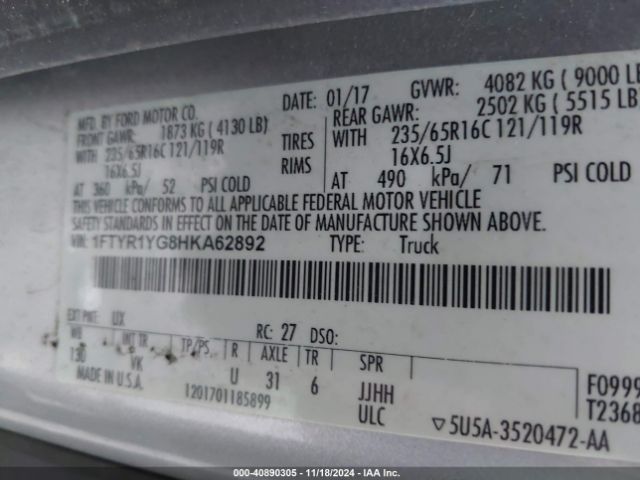 MFD. BY FORD MOTOR CO.
DATE: 01/17 GVWR: 4082 KG ( 9000 LB
FRONT GAWR: 1873 KG ( 4130 LB)
REAR GAWR: 2502 KG ( 5515 LB
WITH 235/65R16C 121/119R TIRES WITH 235/65R16C 121/119R
16X6.5J RIMS 16X6.5J
AT 360 kPa/ 52 PSI COLD AT 490 kPa/ 71 PSI COLD
THIS VEHICLE CONFORMS TO ALL APPLICABLE FEDERAL MOTOR VEHICLE
SAFETY STANDARDS IN EFFECT ON THE DATE OF MANUFACTURE SHOWN ABOVE.
VIN: 1FTYR1YG8HKA62892 TYPE: Truck
EXT PNT: UX RC: 27 DSO:
WB INT TR TP/PS R AXLE TR SPR
130 VK U 31 6 JJHH F0999
MADE IN U.S.A. 1201701185899 ULC T2368
▽5U5A-3520472-AA
000-40890305 - 11/18/2024 - IAA Inc.